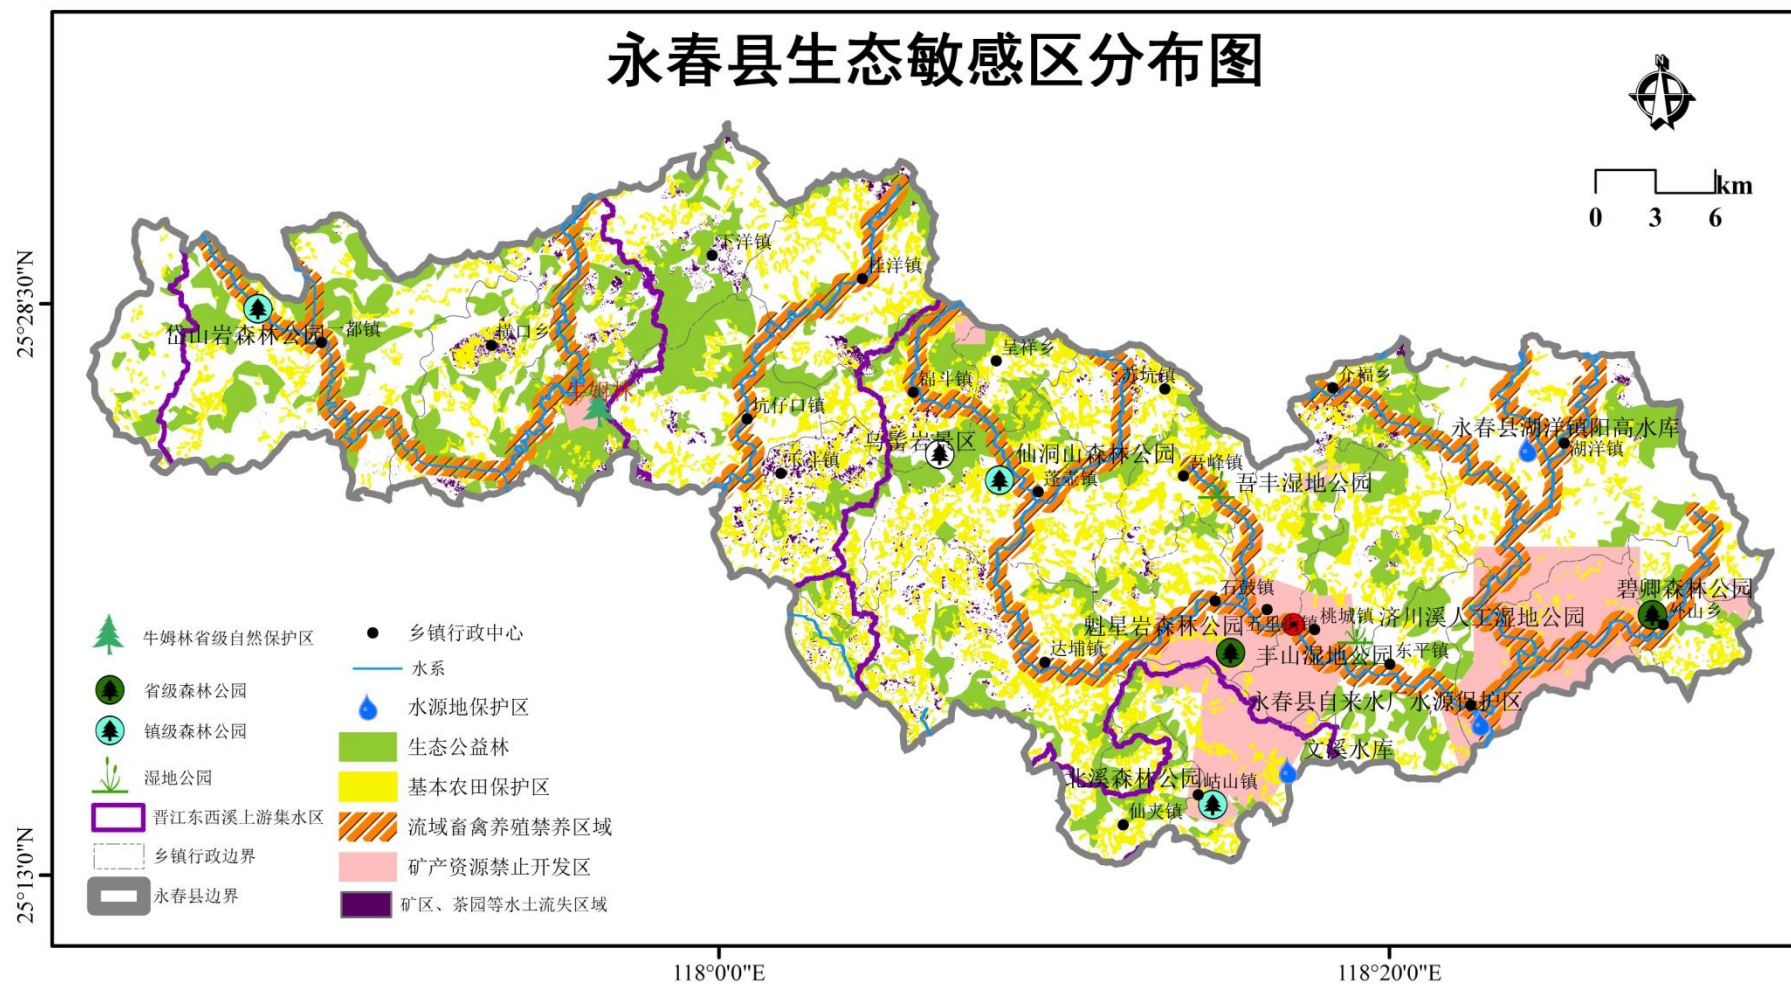 永春县生态敏感区分布图
N
km
0 3 6
25°28'30"N
25°13'0"N
118°0'0"E
118°20'0"E
下洋镇
桂洋镇
岱山岩森林公园
一都镇
横口乡
牛姆林
呈祥乡
锦斗镇
苏坑镇
介福乡
坑仔口镇
乌髻岩景区
仙洞山森林公园
永春县湖洋镇阳高水库
湖洋镇
玉斗镇
蓬壶镇
吾峰镇
吾丰湿地公园
石鼓镇
碧卿森林公园
外山乡
魁星岩森林公园
五里街镇
桃城镇
济川溪人工湿地公园
达埔镇
丰山湿地公园
东平镇
永春县自来水厂水源保护区
文溪水库
北溪森林公园
岵山镇
仙夹镇
牛姆林省级自然保护区
省级森林公园
镇级森林公园
湿地公园
晋江东西溪上游集水区
乡镇行政边界
永春县边界
乡镇行政中心
水系
水源地保护区
生态公益林
基本农田保护区
流域畜禽养殖禁养区域
矿产资源禁止开发区
矿区、茶园等水土流失区域